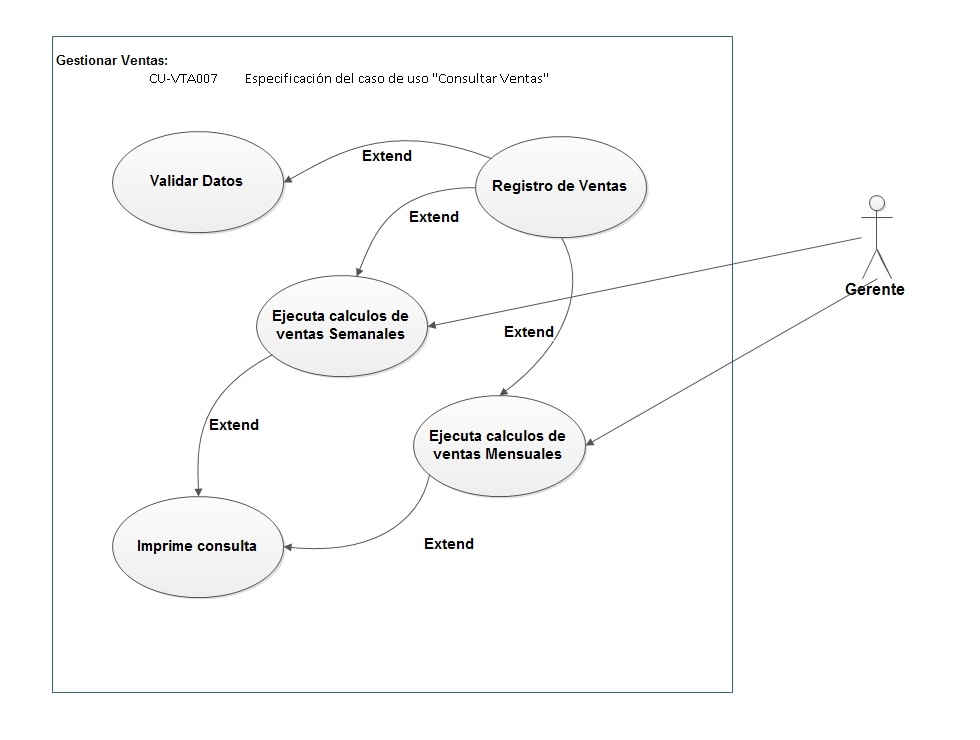 Gestionar Ventas:
CU-VTA007 Especificación del caso de uso "Consultar Ventas"
Extend
Validar Datos
Registro de Ventas
Extend
Gerente
Ejecuta calculos de
ventas Semanales
Extend
Extend
Ejecuta calculos de
ventas Mensuales
Imprime consulta
Extend